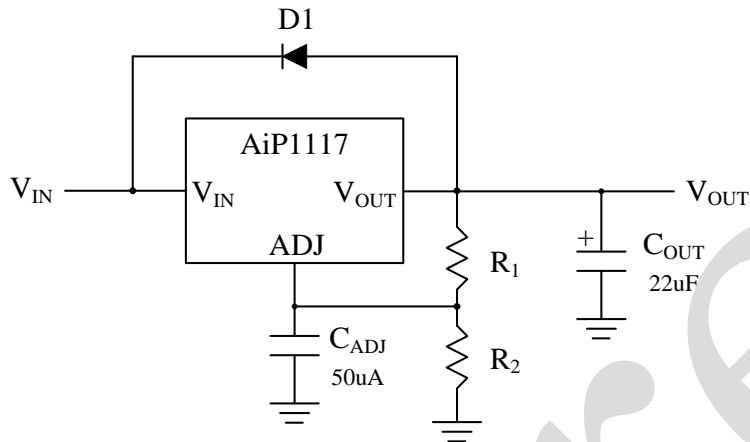 D1
AiP1117
V_IN
V_IN
V_OUT
V_OUT
ADJ
+
C_OUT
22uF
R_1
C_ADJ
50uA
R_2